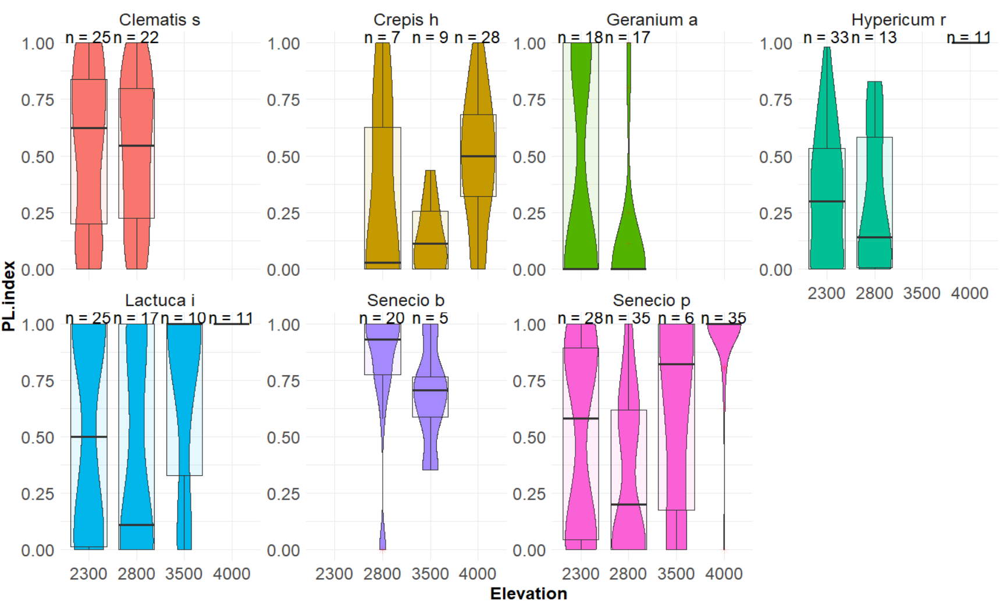 Clematis s
Crepis h
Geranium a
Hypericum r
n = 25 n = 22
n = 7 n = 9 n = 28
n = 18 n = 17
n = 33 n = 13 n = 11
1.00 1.00 1.00 1.00
0.75 0.75 0.75 0.75
0.50 0.50 0.50 0.50
0.25 0.25 0.25 0.25
0.00 0.00 0.00 0.00
2300 2800 3500 4000
PL.index
Lactuca i
Senecio b
Senecio p
n = 25 n = 17 n = 10 n = 11
n = 20 n = 5
n = 28 n = 35 n = 6 n = 35
1.00 1.00 1.00
0.75 0.75 0.75
0.50 0.50 0.50
0.25 0.25 0.25
0.00 0.00 0.00
2300 2800 3500 4000 2300 2800 3500 4000 2300 2800 3500 4000
Elevation